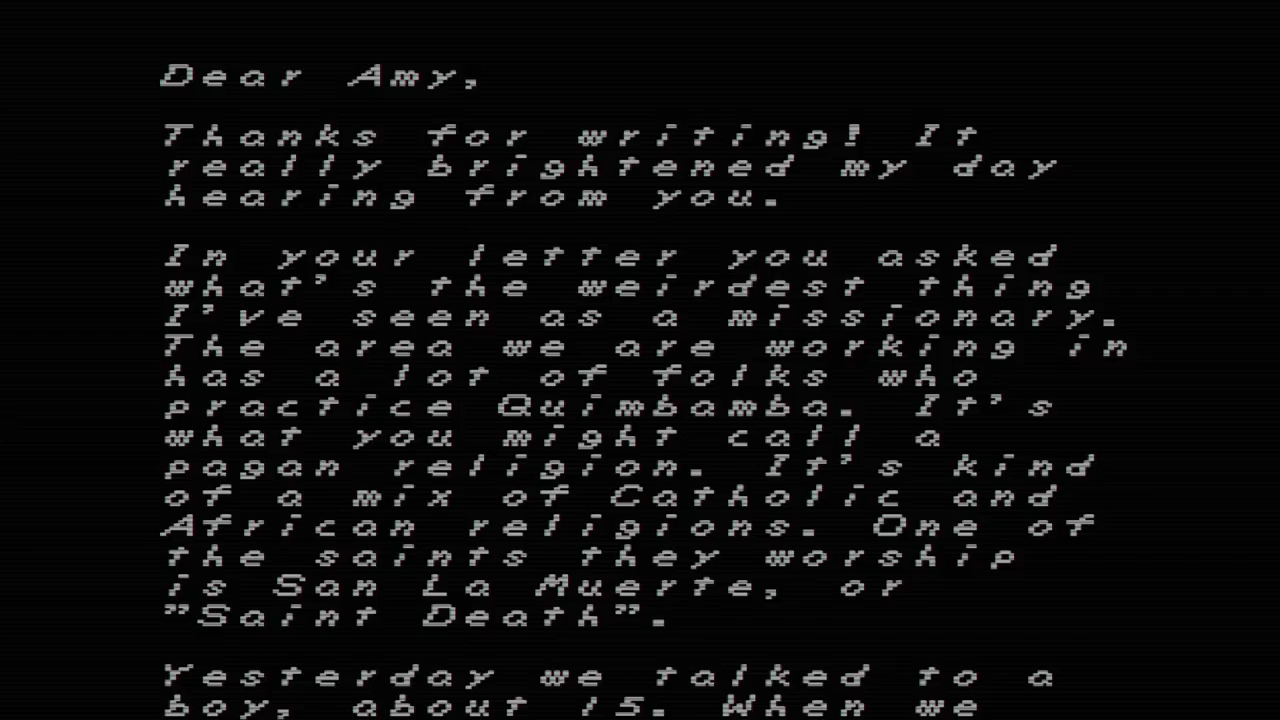 Dear Amy,
Thanks for writing! It
really brightened my day
hearing from you.
In your letter you asked
what's the weirdest thing
I've seen as a missionary.
The area we are working in
has a lot of folks who
practice Quimbamba. It's
what you might call a
pagan religion. It's kind
of a mix of Catholic and
African religions. One of
the saints they worship
is San La Muerte, or
"Saint Death".
Yesterday we talked to a
boy, about 15. When we